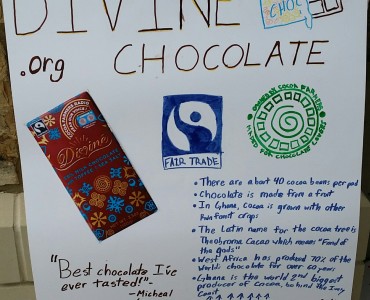 DIVINE
CHOC
.org
CHOCOLATE
Divine
FAIR TRADE
• There are about 40 cocoa beans per pod
• Chocolate is made from a fruit
• In Ghana, Cocoa is grown with other
crops
• The Latin name for the cocoa tree is
Theobroma Cacao which means "Food of
the Gods"
• West Africa has produced 70% of the
world's chocolate for over 60 years
• Ghana is the world 2nd biggest
producer of Cacao, behind the Ivory
Coast
"Best chocolate I've
ever tasted!"-
-Micheal